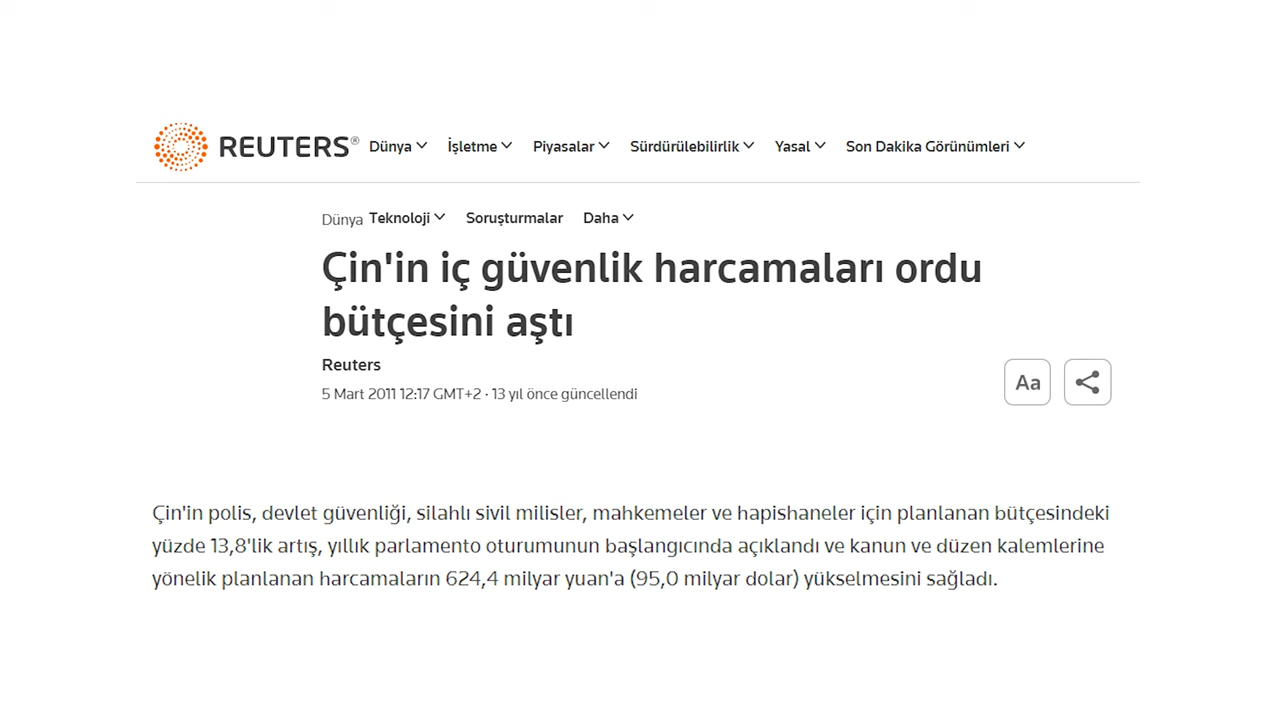 REUTERS® Dünya İşletme Piyasalar Sürdürülebilirlik Yasal Son Dakika Görünümleri
Dünya Teknoloji Soruşturmalar Daha
Çin'in iç güvenlik harcamaları ordu
bütçesini aştı
Reuters
5 Mart 2011 12:17 GMT+2 · 13 yıl önce güncellendi
Aa
Çin'in polis, devlet güvenliği, silahlı sivil milisler, mahkemeler ve hapishaneler için planlanan bütçesindeki
yüzde 13,8'lik artış, yıllık parlamento oturumunun başlangıcında açıklandı ve kanun ve düzen kalemlerine
yönelik planlanan harcamaların 624,4 milyar yuan'a (95,0 milyar dolar) yükselmesini sağladı.